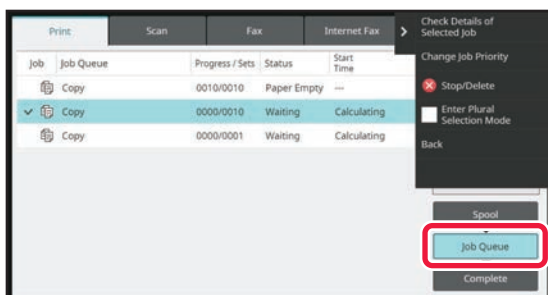 Print Scan Fax Internet Fax
Job Job Queue Progress / Sets Status Start Time
Copy 0010/0010 Paper Empty ---
Copy 0000/0010 Waiting Calculating
Copy 0000/0001 Waiting Calculating
Check Details of
Selected Job
Change Job Priority
Stop/Delete
Enter Plural
Selection Mode
Back
Spool
Job Queue
Complete